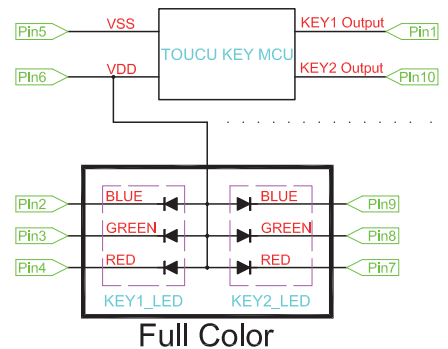 Pin5 VSS TOUCU KEY MCU KEY1 Output Pin1
Pin6 VDD KEY2 Output Pin10
PIn2 BLUE BLUE PIn9
Pin3 GREEN GREEN PIn8
Pin4 RED RED PIn7
KEY1_LED KEY2_LED
Full Color